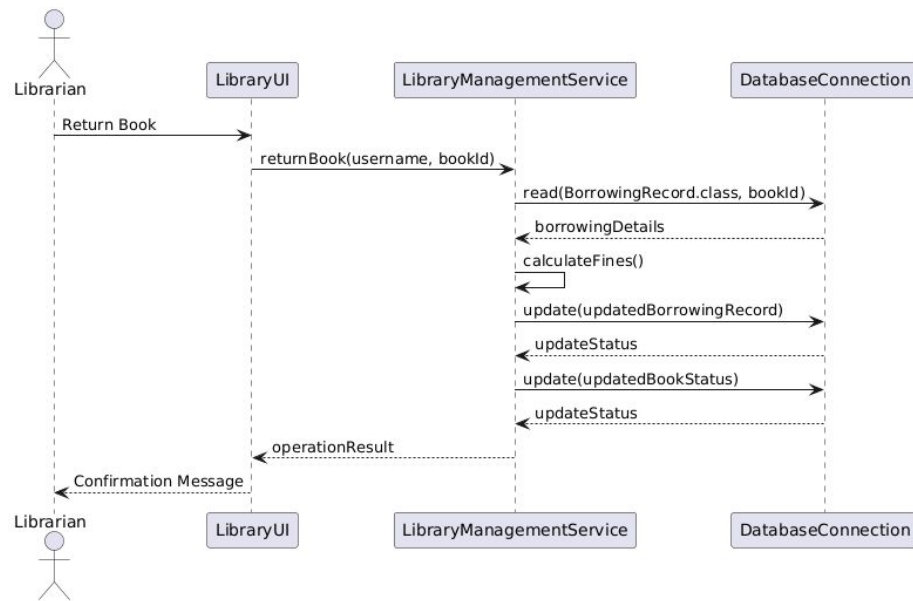 Librarian
LibraryUI
LibraryManagementService
DatabaseConnection
Return Book
returnBook(username, bookId)
read(BorrowingRecord.class, bookId)
borrowingDetails
calculateFines()
update(updatedBorrowingRecord)
updateStatus
update(updatedBookStatus)
updateStatus
operationResult
Confirmation Message
Librarian
LibraryUI
LibraryManagementService
DatabaseConnection